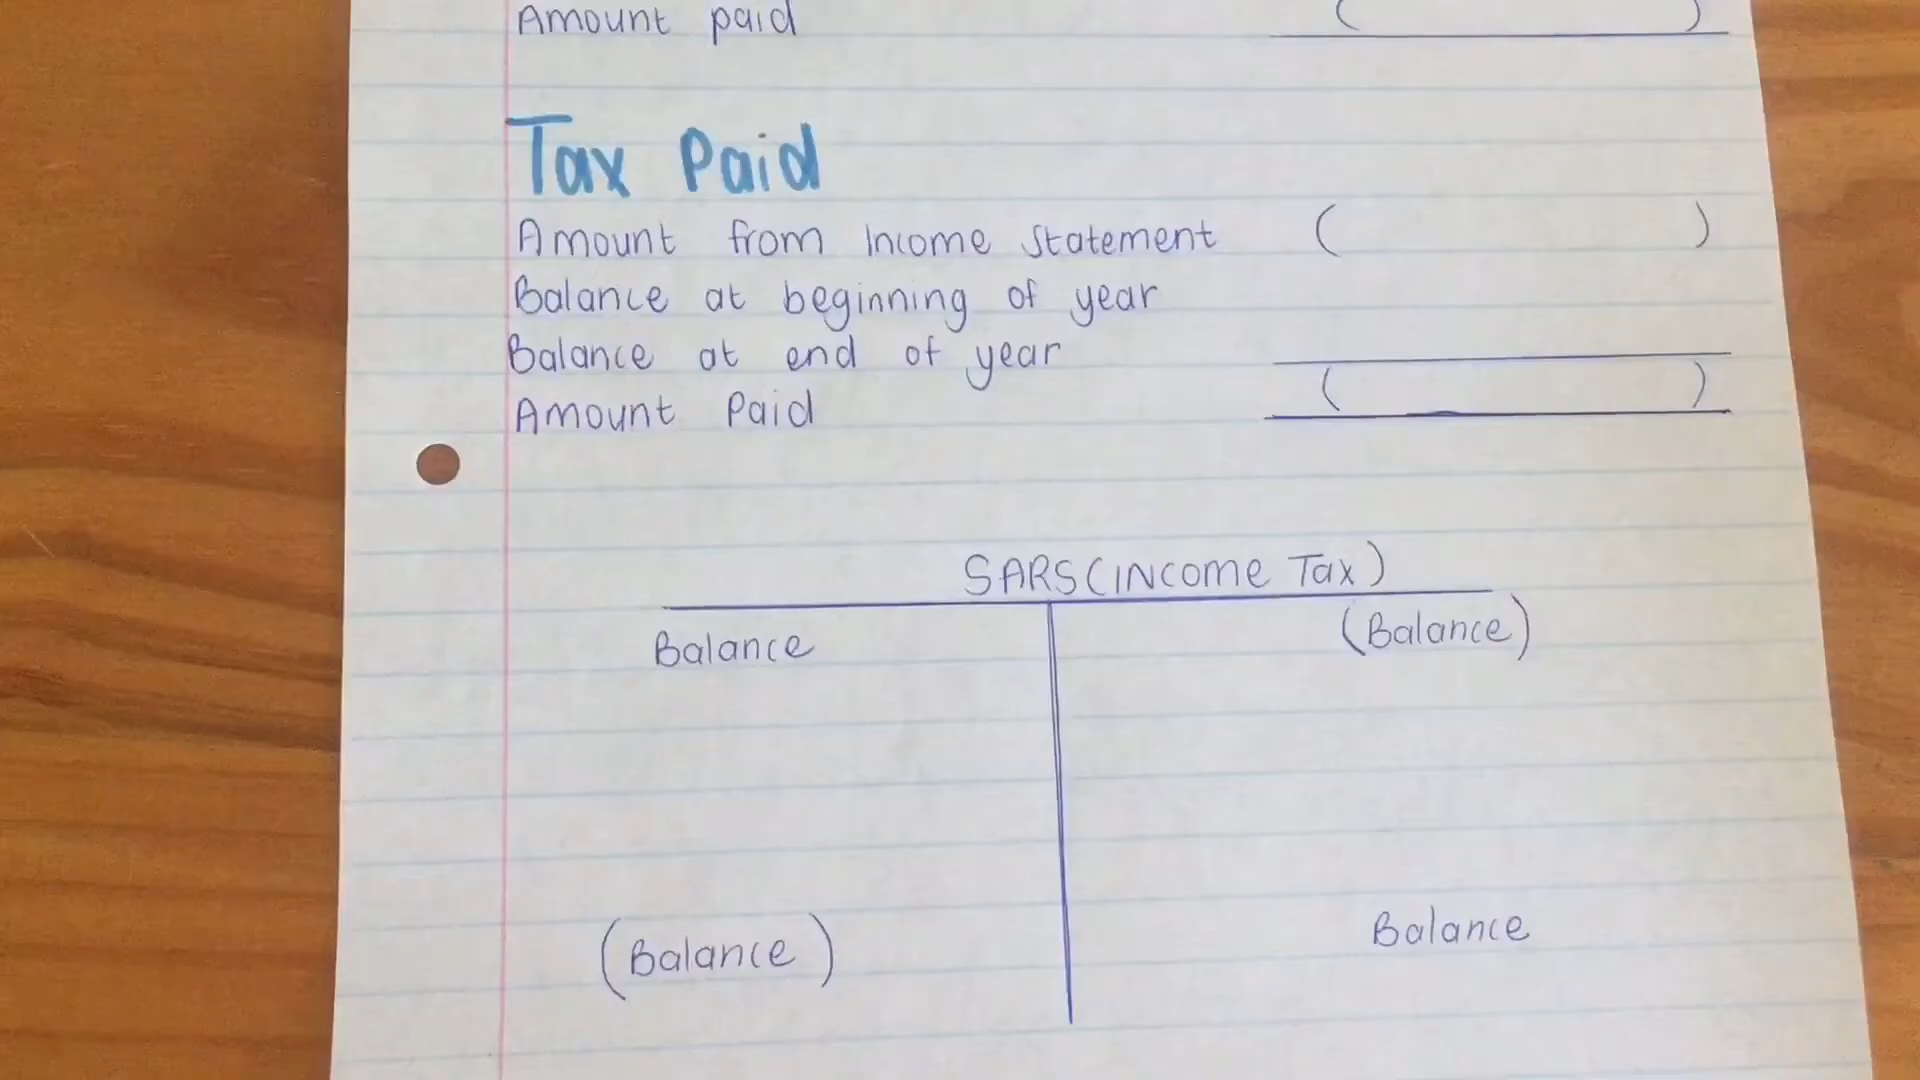 Amount paid ( )
Tax Paid
Amount from Income Statement ( )
Balance at beginning of year
Balance at end of year
Amount Paid ( )
SARS (Income Tax)
Balance (Balance)
(Balance) Balance